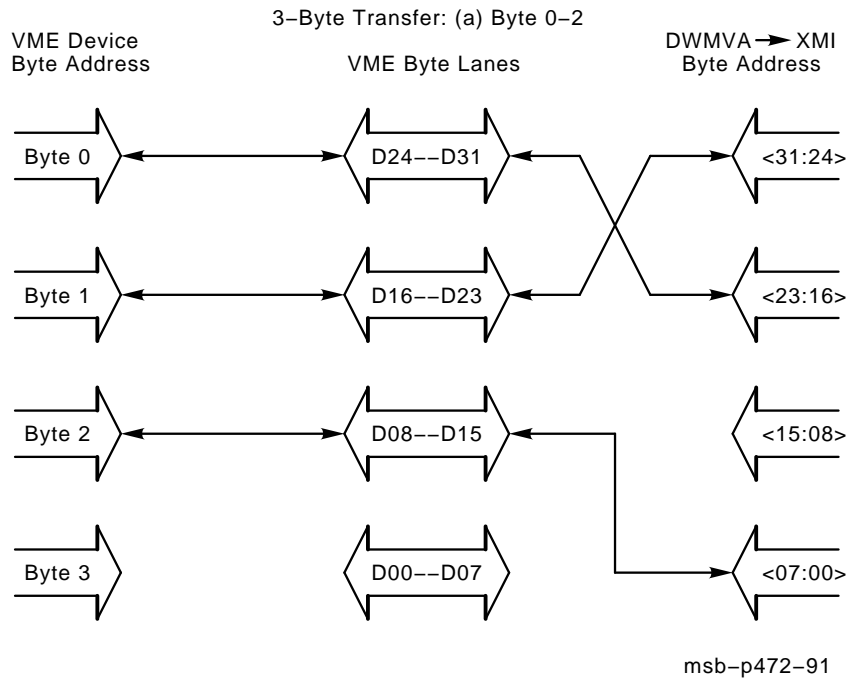 3−Byte Transfer: (a) Byte 0−2
VME Device
Byte Address
VME Byte Lanes
DWMVA XMI
Byte Address
Byte 0
D24−−D31
<31:24>
Byte 1
D16−−D23
<23:16>
Byte 2
D08−−D15
<15:08>
Byte 3
D00−−D07
<07:00>
msb−p472−91